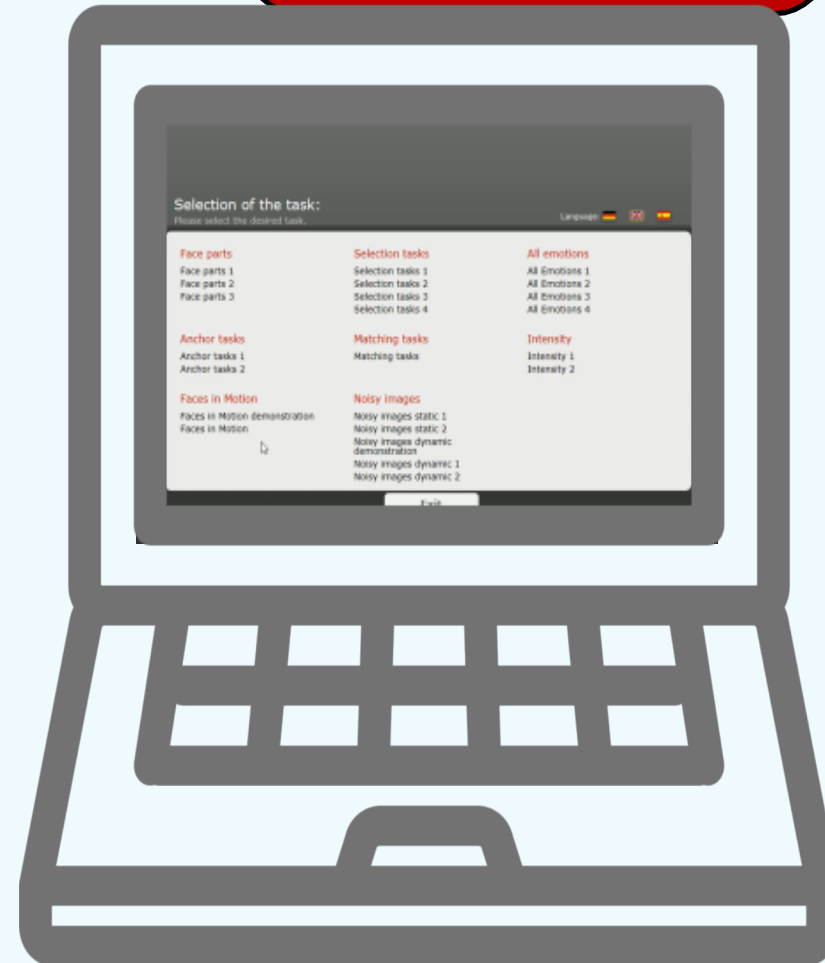 Selection of the task:
Please select the desired task.
Language:
Face parts
Face parts 1
Face parts 2
Face parts 3
Selection tasks
Selection tasks 1
Selection tasks 2
Selection tasks 3
Selection tasks 4
All emotions
All Emotions 1
All Emotions 2
All Emotions 3
All Emotions 4
Anchor tasks
Anchor tasks 1
Anchor tasks 2
Matching tasks
Matching tasks
Intensity
Intensity 1
Intensity 2
Faces in Motion
Faces in Motion demonstration
Faces in Motion
Noisy images
Noisy images static 1
Noisy images static 2
Noisy images dynamic
demonstration
Noisy images dynamic 1
Noisy images dynamic 2
Exit